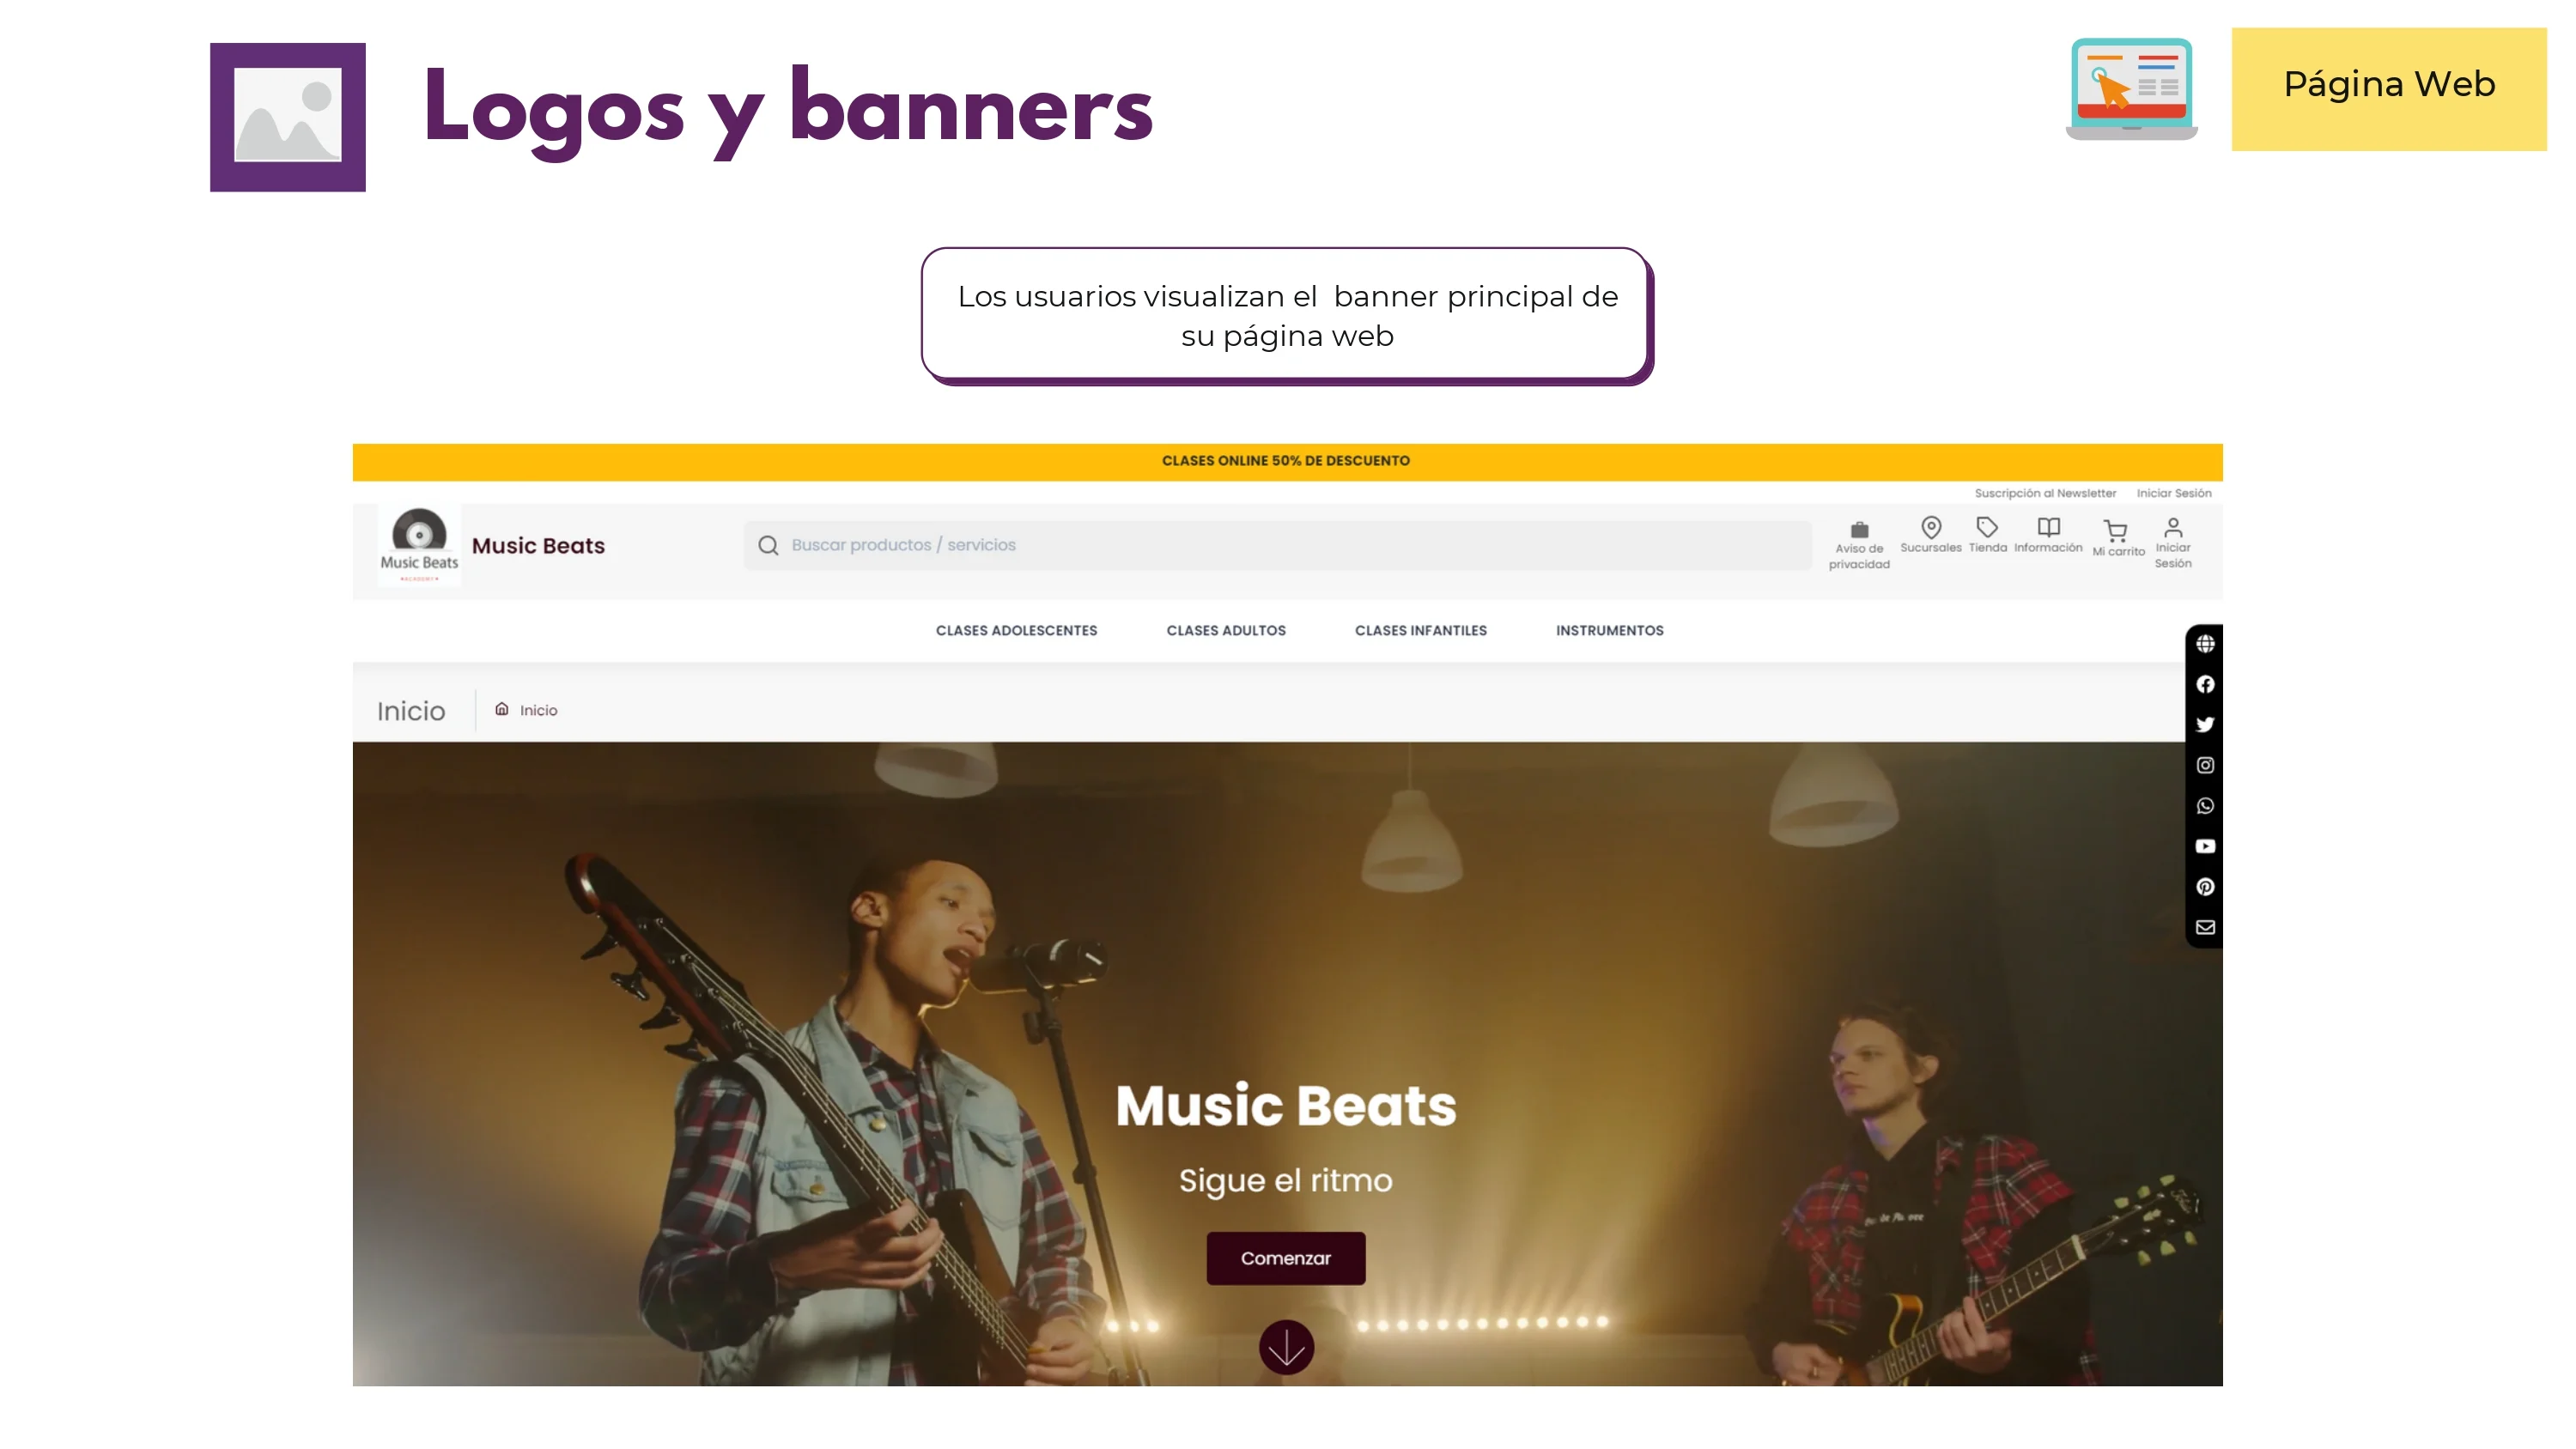 Logos y banners
Página Web
Los usuarios visualizan el banner principal de
su página web
CLASES ONLINE 50% DE DESCUENTO
Suscripción al Newsletter Iniciar Sesión
Music Beats
ACADEMY
Music Beats
Buscar productos / servicios
Aviso de
privacidad
Sucursales
Tienda
Información
Mi carrito
Iniciar
Sesión
CLASES ADOLESCENTES CLASES ADULTOS CLASES INFANTILES INSTRUMENTOS
Inicio
Inicio
Music Beats
Sigue el ritmo
Comenzar